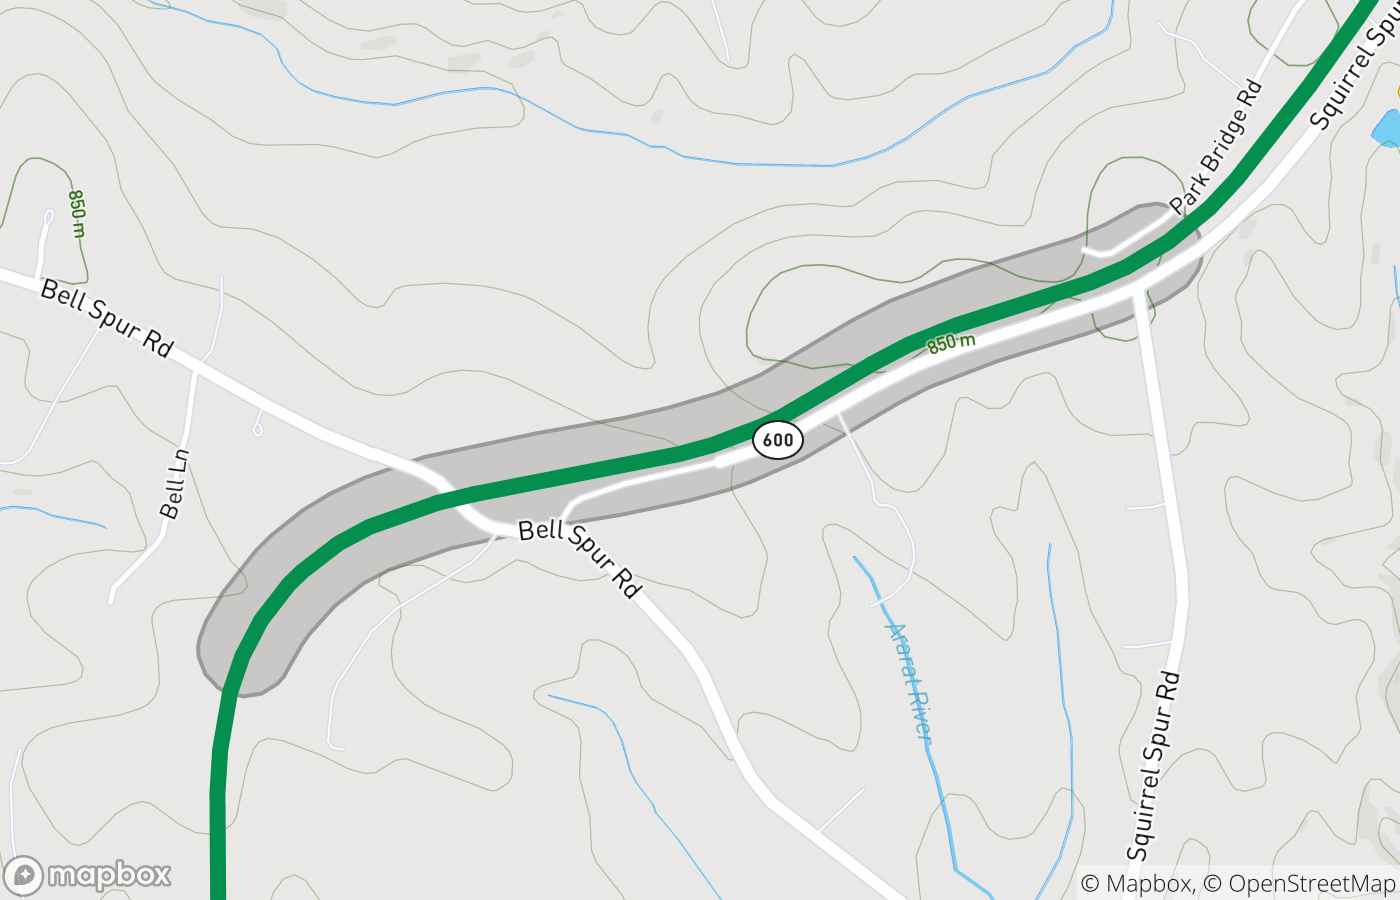 Squirrel Spur
Park Bridge Rd
850 m
Bell Spur Rd
850 m
600
Bell Ln
Bell Spur Rd
Ararat River
Squirrel Spur Rd
mapbox
© Mapbox, © OpenStreetMap